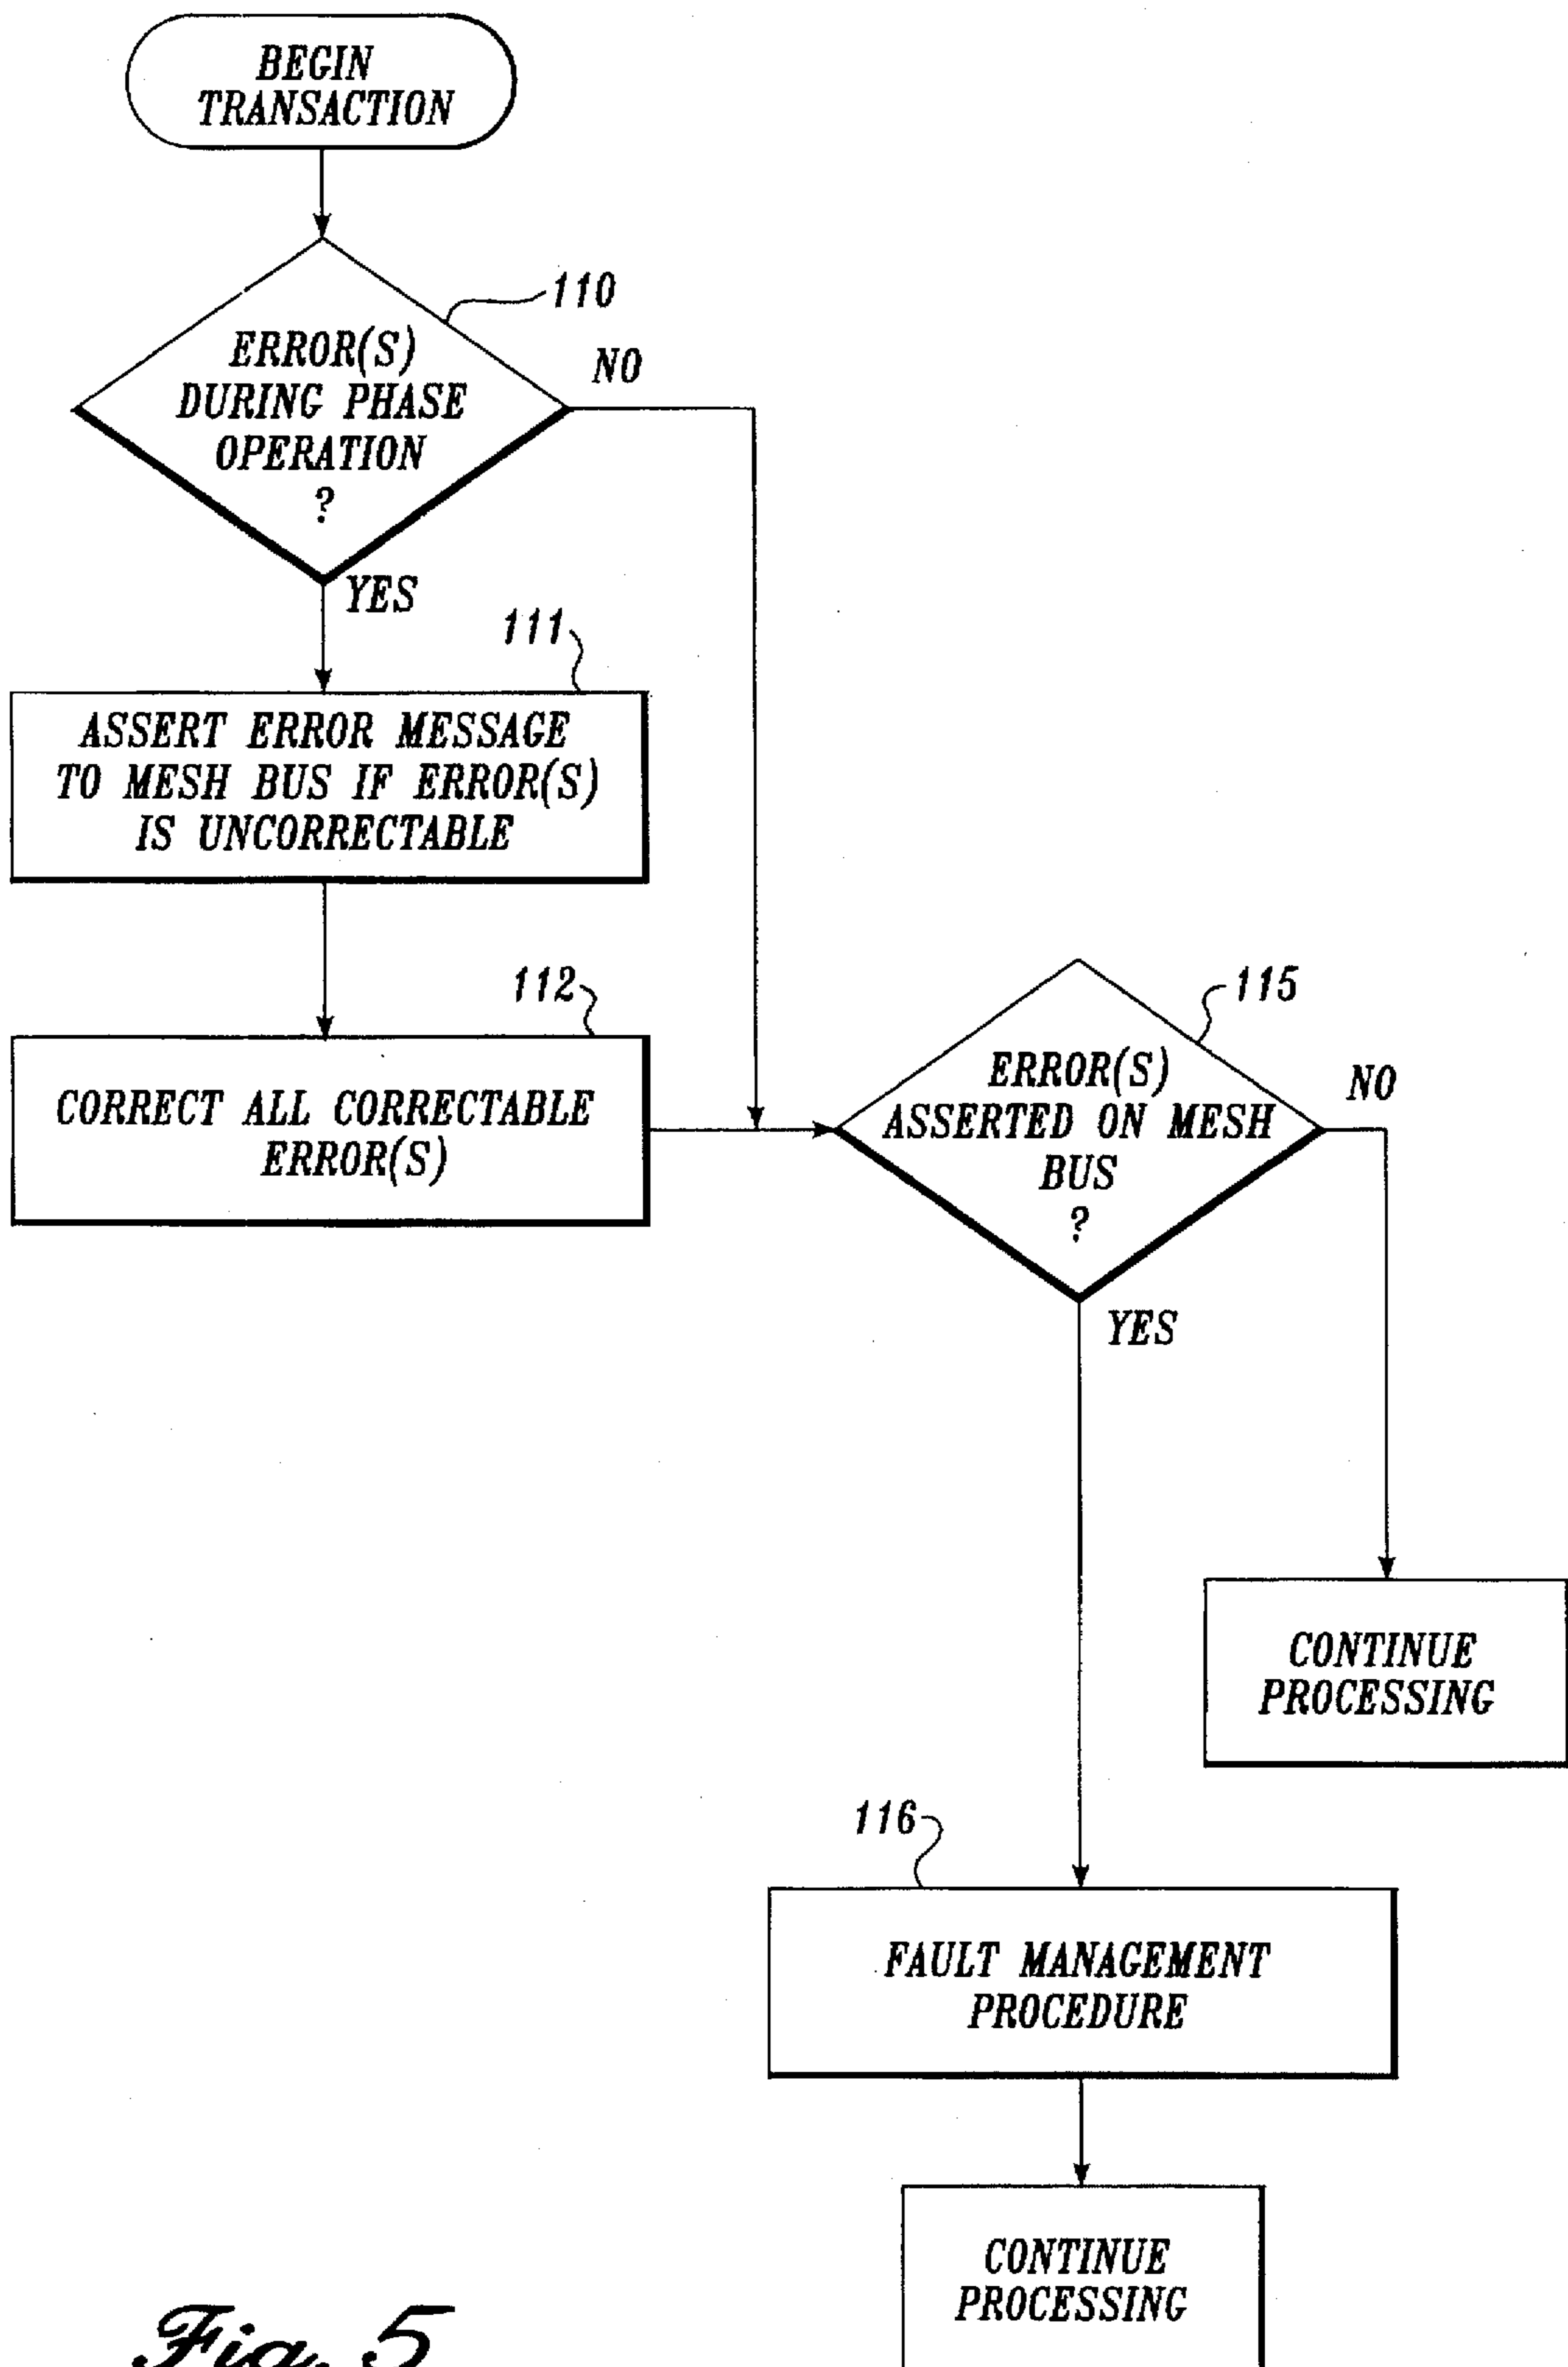 BEGIN
TRANSACTION
110
ERROR(S)
DURING PHASE
OPERATION
?
NO
YES
111
ASSERT ERROR MESSAGE
TO MESH BUS IF ERROR(S)
IS UNCORRECTABLE
112
CORRECT ALL CORRECTABLE
ERROR(S)
115
ERROR(S)
ASSERTED ON MESH
BUS
?
NO
YES
CONTINUE
PROCESSING
116
FAULT MANAGEMENT
PROCEDURE
CONTINUE
PROCESSING
Fig. 5